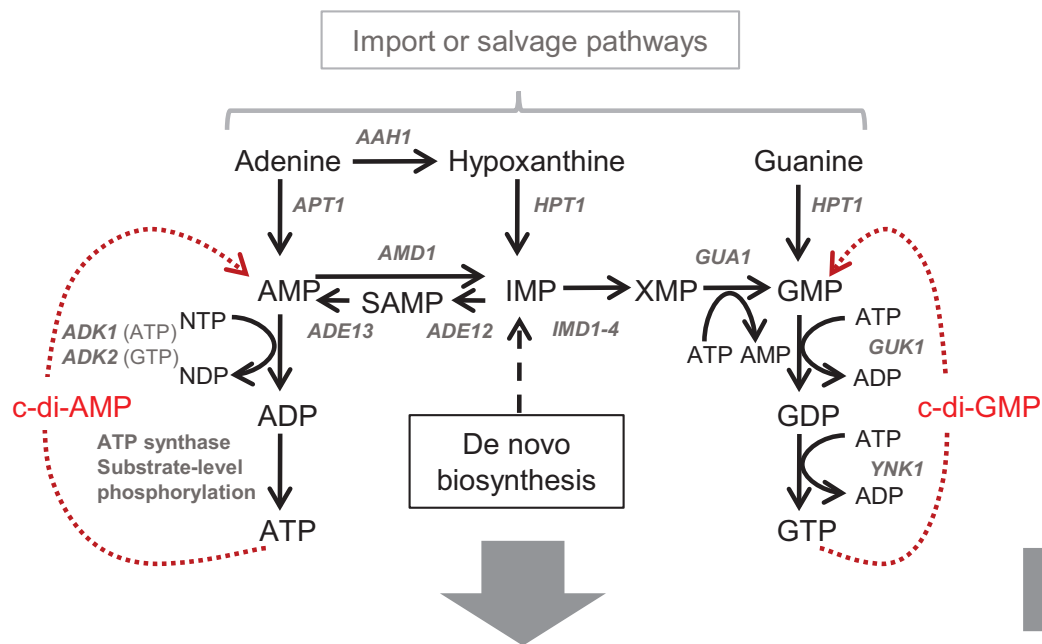 Import or salvage pathways
AAH1
Adenine
Hypoxanthine
Guanine
APT1
HPT1
HPT1
AMD1
GUA1
AMP
SAMP
IMP
XMP
GMP
NTP
ADE13
ADE12
IMD1-4
ATP
ADK1 (ATP)
ADK2 (GTP)
ATP AMP
GUK1
NDP
ADP
c-di-AMP
ADP
GDP
c-di-GMP
ATP synthase
Substrate-level
phosphorylation
De novo
biosynthesis
ATP
YNK1
ADP
ATP
GTP